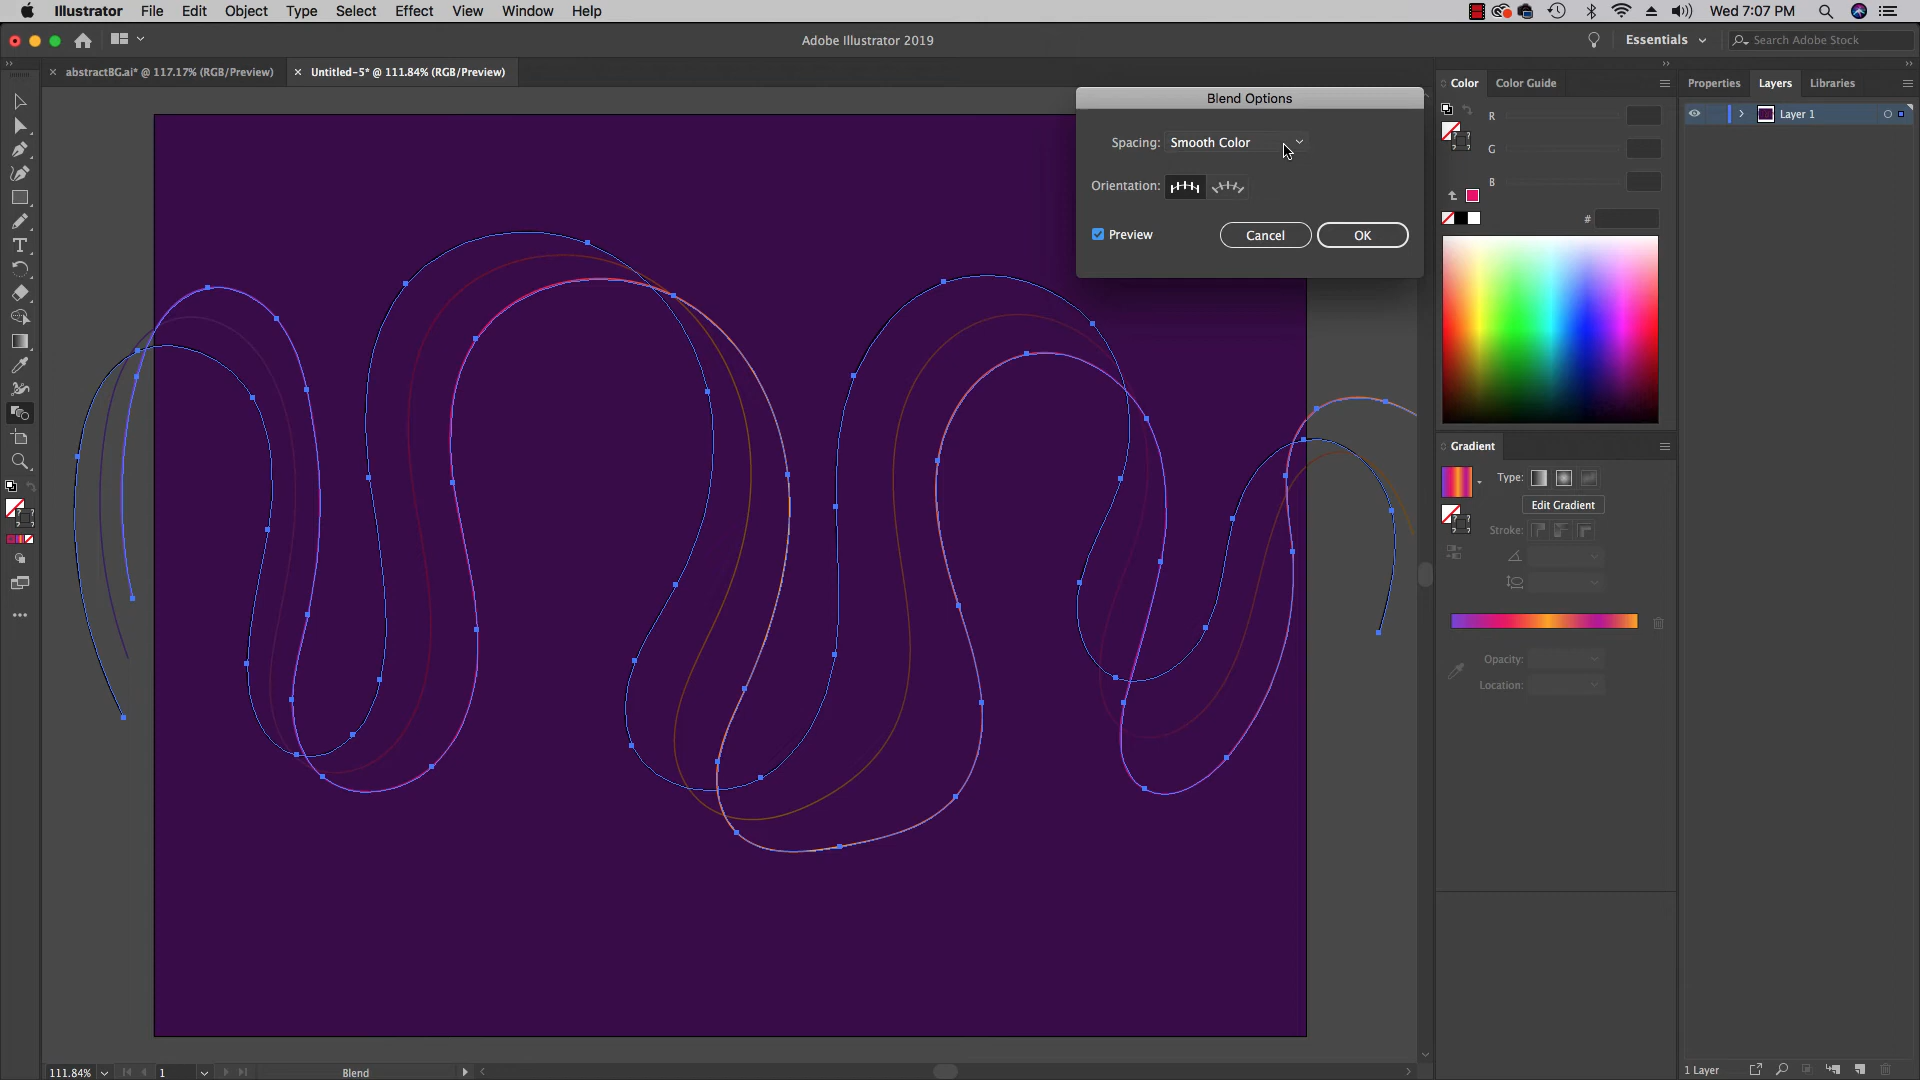 Illustrator File Edit Object Type Select Effect View Window Help Wed 7:07 PM
Adobe Illustrator 2019 Essentials Search Adobe Stock
abstractBG.ai* @ 117.17% (RGB/Preview) Untitled-5* @ 111.84% (RGB/Preview)
Color Color Guide Properties Layers Libraries
Blend Options
Spacing: Smooth Color
Orientation:
Preview Cancel OK
R
G
B
#
Layer 1
Gradient
Type:
Edit Gradient
Stroke:
Opacity:
Location:
111.84% 1 Blend 1 Layer